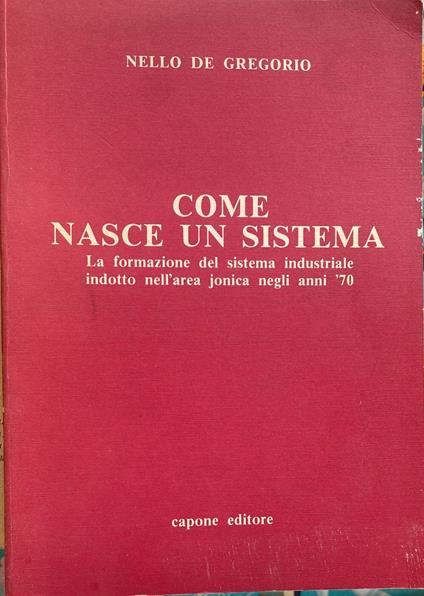 NELLO DE GREGORIO
COME
NASCE UN SISTEMA
La formazione del sistema industriale
indotto nell'area jonica negli anni '70
capone editore